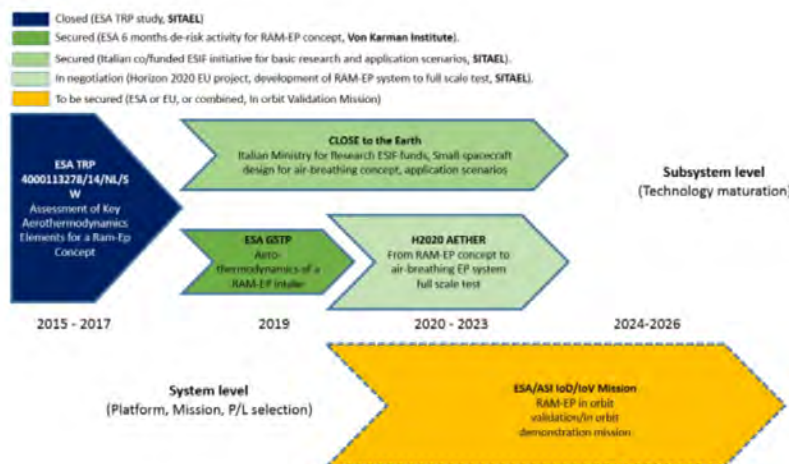 Closed (ESA TRP study, SITAEL)
Secured (ESA 6 months de-risk activity for RAM-EP concept, Von Karman Institute).
Secured (Italian co/funded ESIF initiative for basic research and application scenarios, SITAEL).
In negotiation (Horizon 2020 EU project, development of RAM-EP system to full scale test, SITAEL).
To be secured (ESA or EU, or combined, In orbit Validation Mission)
ESA TRP
4000113278/14/NL/S
W
Assessment of Key
Aerothermodynamics
Elements for a Ram-Ep
Concept
CLOSE to the Earth
Italian Ministry for Research ESIF funds, Small spacecraft
design for air-breathing concept, application scenarios
Subsystem level
(Technology maturation)
ESA GSTP
Aero-
thermodynamics of a
RAM-EP intake
H2020 AETHER
From RAM-EP concept to
air-breathing EP system
full scale test
2015 - 2017
2019
2020 - 2023
2024-2026
System level
(Platform, Mission, P/L selection)
ESA/ASI IoD/IoV Mission
RAM-EP in orbit
validation/in orbit
demonstration mission